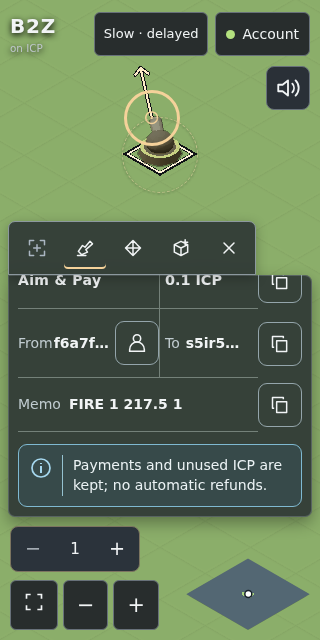 B2Z
on ICP
Slow · delayed
Account
Aim & Pay
0.1 ICP
From f6a7f...
To s5ir5...
Memo FIRE 1 217.5 1
Payments and unused ICP are
kept; no automatic refunds.
− 1 +
− +